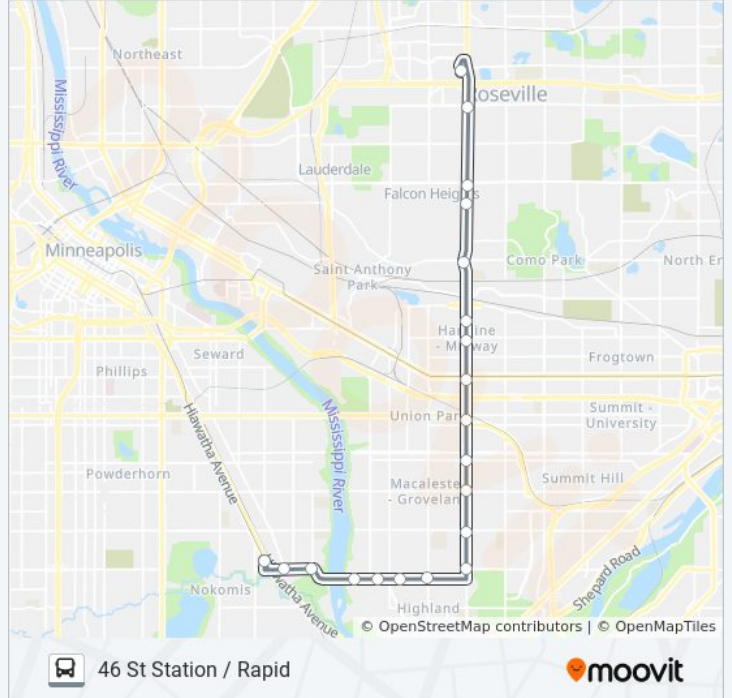 Northeast
Mississippi River
Roseville
Lauderdale
Falcon Heights
Minneapolis
Saint-Anthony
Park
Como Park
North En
Hamline
- Midway
Seward
Frogtown
Phillips
Hiawatha Avenue
Mississippi River
Union Park
Summit -
University
Powderhorn
Macalester
- Groveland
Summit Hill
Nokomis
Hiawatha Avenue
Shepard Road
Highland
© OpenStreetMap contributors | © OpenMapTiles
46 St Station / Rapid
moovit